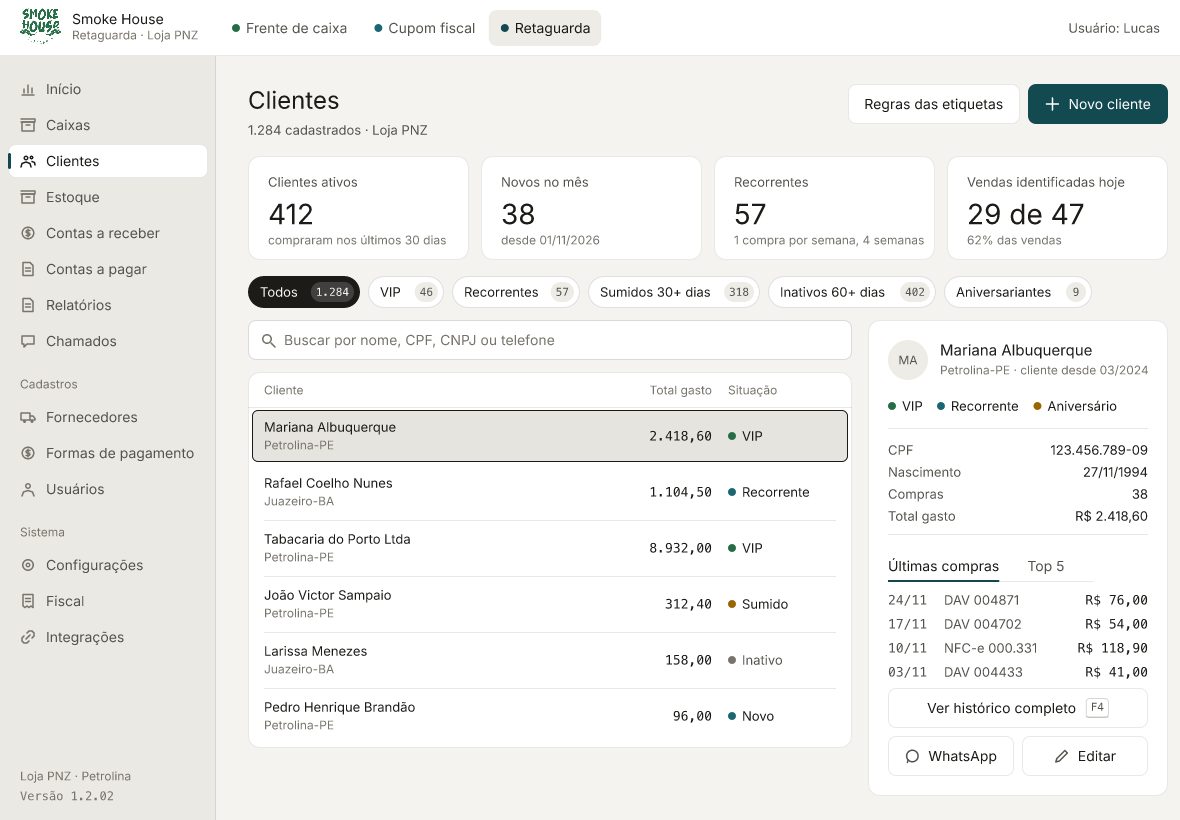 SMOKE
HOUSE
Smoke House
Retaguarda · Loja PNZ
Frente de caixa
Cupom fiscal
Retaguarda
Usuário: Lucas
Início
Caixas
Clientes
Estoque
Contas a receber
Contas a pagar
Relatórios
Chamados
Cadastros
Fornecedores
Formas de pagamento
Usuários
Sistema
Configurações
Fiscal
Integrações
Loja PNZ · Petrolina
Versão 1.2.02
Clientes
1.284 cadastrados · Loja PNZ
Regras das etiquetas
Novo cliente
Clientes ativos
412
compraram nos últimos 30 dias
Novos no mês
38
desde 01/11/2026
Recorrentes
57
1 compra por semana, 4 semanas
Vendas identificadas hoje
29 de 47
62% das vendas
Todos 1.284
VIP 46
Recorrentes 57
Sumidos 30+ dias 318
Inativos 60+ dias 402
Aniversariantes 9
Buscar por nome, CPF, CNPJ ou telefone
Cliente Total gasto Situação
Mariana Albuquerque
Petrolina-PE
2.418,60 VIP
Rafael Coelho Nunes
Juazeiro-BA
1.104,50 Recorrente
Tabacaria do Porto Ltda
Petrolina-PE
8.932,00 VIP
João Victor Sampaio
Petrolina-PE
312,40 Sumido
Larissa Menezes
Juazeiro-BA
158,00 Inativo
Pedro Henrique Brandão
Petrolina-PE
96,00 Novo
MA
Mariana Albuquerque
Petrolina-PE · cliente desde 03/2024
VIP Recorrente Aniversário
CPF 123.456.789-09
Nascimento 27/11/1994
Compras 38
Total gasto R$ 2.418,60
Últimas compras Top 5
24/11 DAV 004871 R$ 76,00
17/11 DAV 004702 R$ 54,00
10/11 NFC-e 000.331 R$ 118,90
03/11 DAV 004433 R$ 41,00
Ver histórico completo F4
WhatsApp
Editar